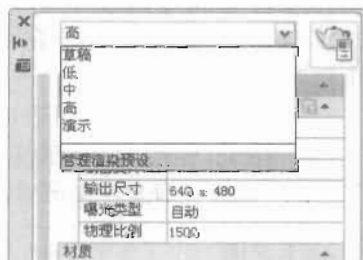 高
草稿
低
中
高
演示
管理渲染预设...
输出尺寸 640 x 480
曝光类型 自动
物理比例 1500
材质